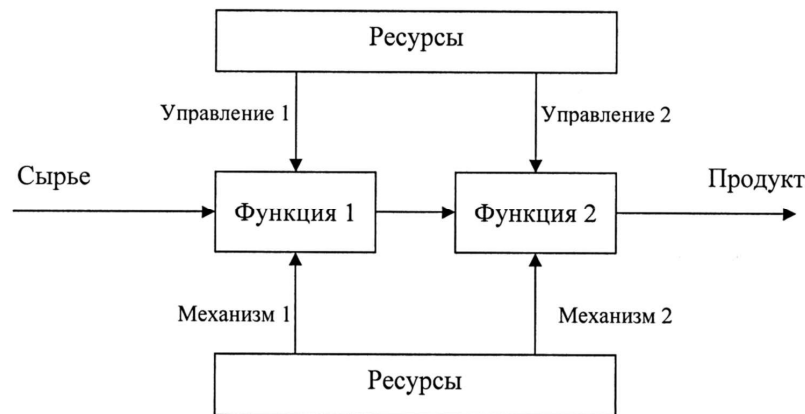 Ресурсы
Управление 1
Управление 2
Сырье
Продукт
Функция 1
Функция 2
Механизм 1
Механизм 2
Ресурсы